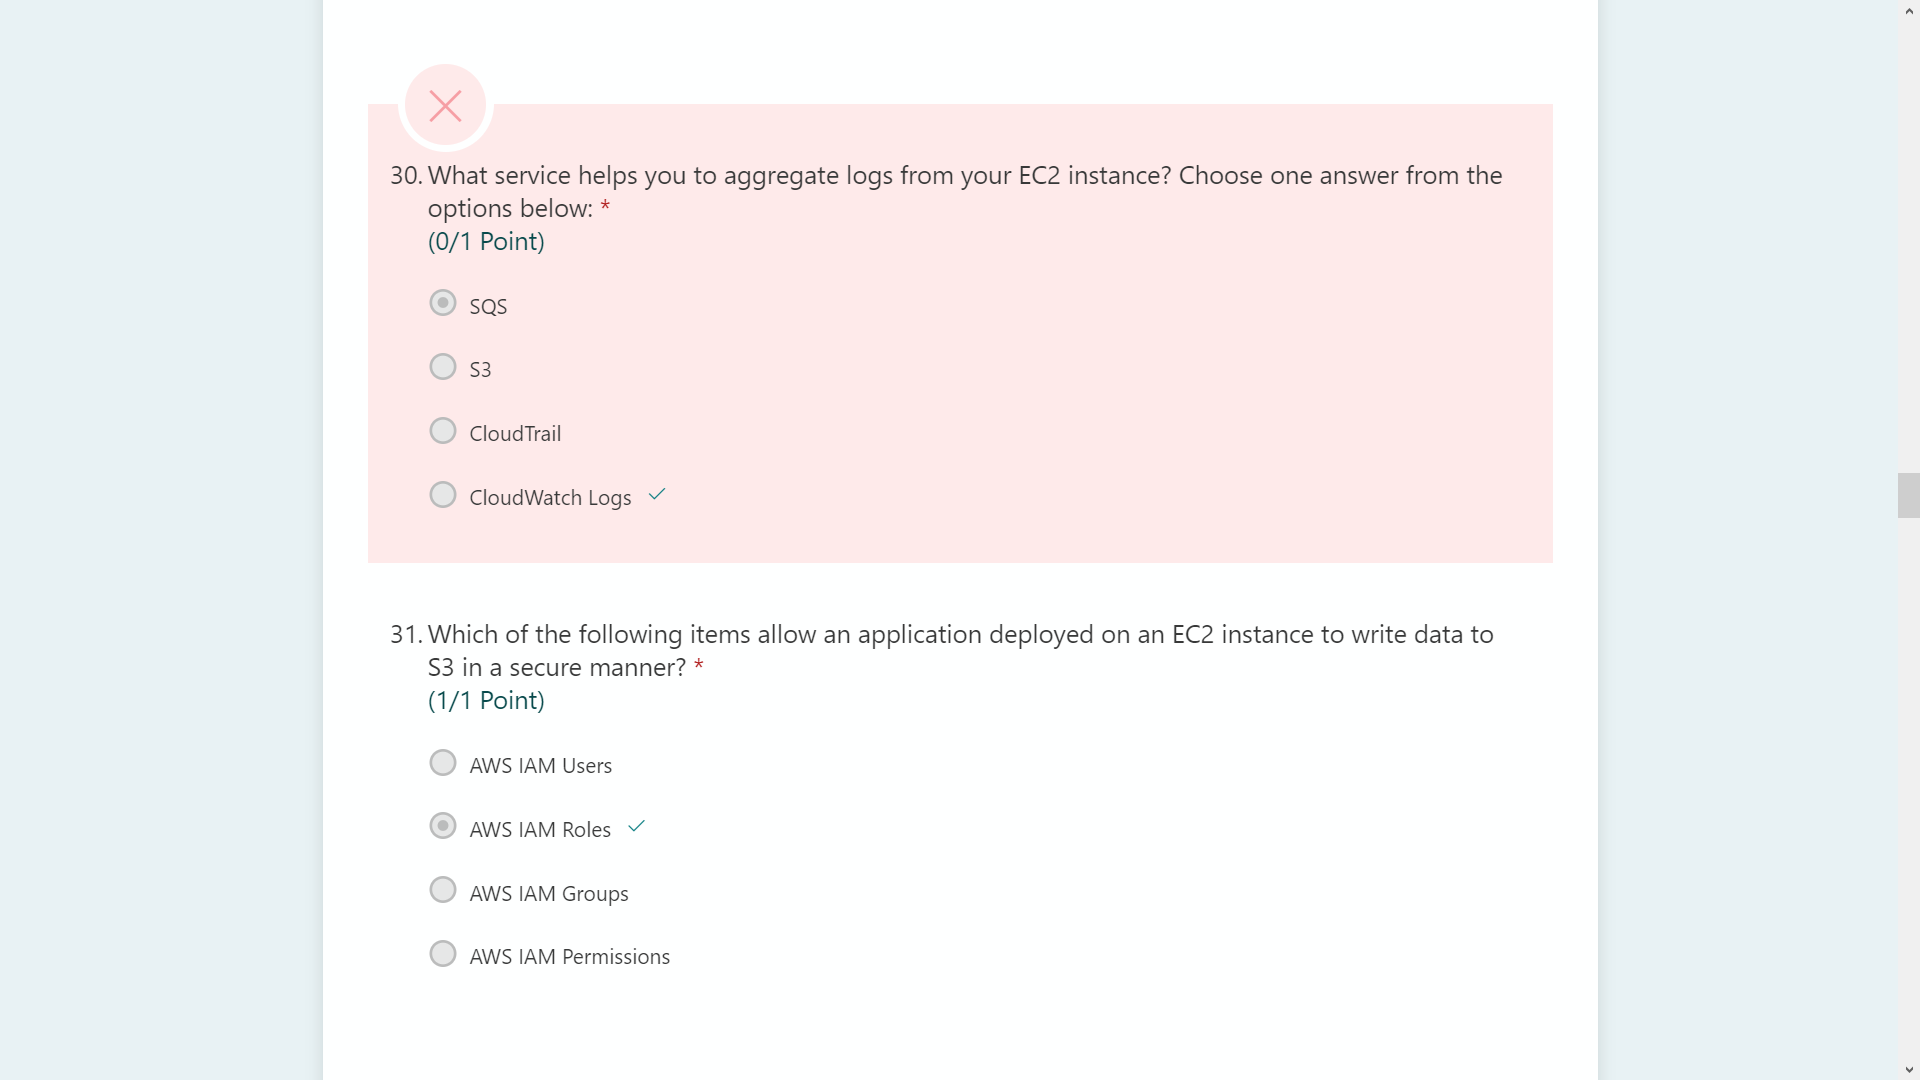 30. What service helps you to aggregate logs from your EC2 instance? Choose one answer from the
options below: *
(0/1 Point)
SQS
S3
CloudTrail
CloudWatch Logs
31. Which of the following items allow an application deployed on an EC2 instance to write data to
S3 in a secure manner? *
(1/1 Point)
AWS IAM Users
AWS IAM Roles
AWS IAM Groups
AWS IAM Permissions